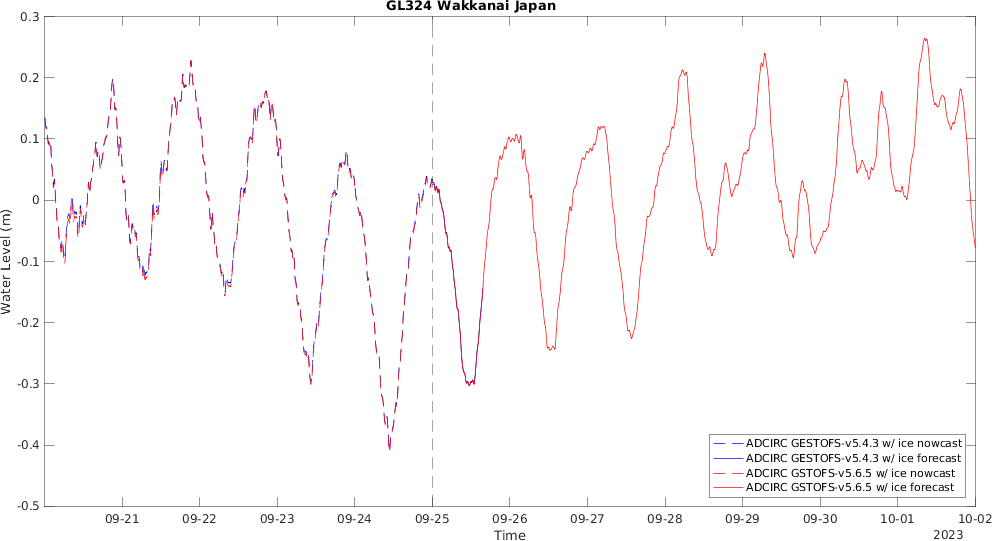 GL324 Wakkanai Japan
0.3
0.2
0.1
0
-0.1
-0.2
-0.3
-0.4
-0.5
Water Level (m)
ADCIRC GESTOFS-v5.4.3 w/ ice nowcast
ADCIRC GESTOFS-v5.4.3 w/ ice forecast
ADCIRC GSTOFS-v5.6.5 w/ ice nowcast
ADCIRC GSTOFS-v5.6.5 w/ ice forecast
09-21 09-22 09-23 09-24 09-25 09-26 09-27 09-28 09-29 09-30 10-01 10-02
Time
2023